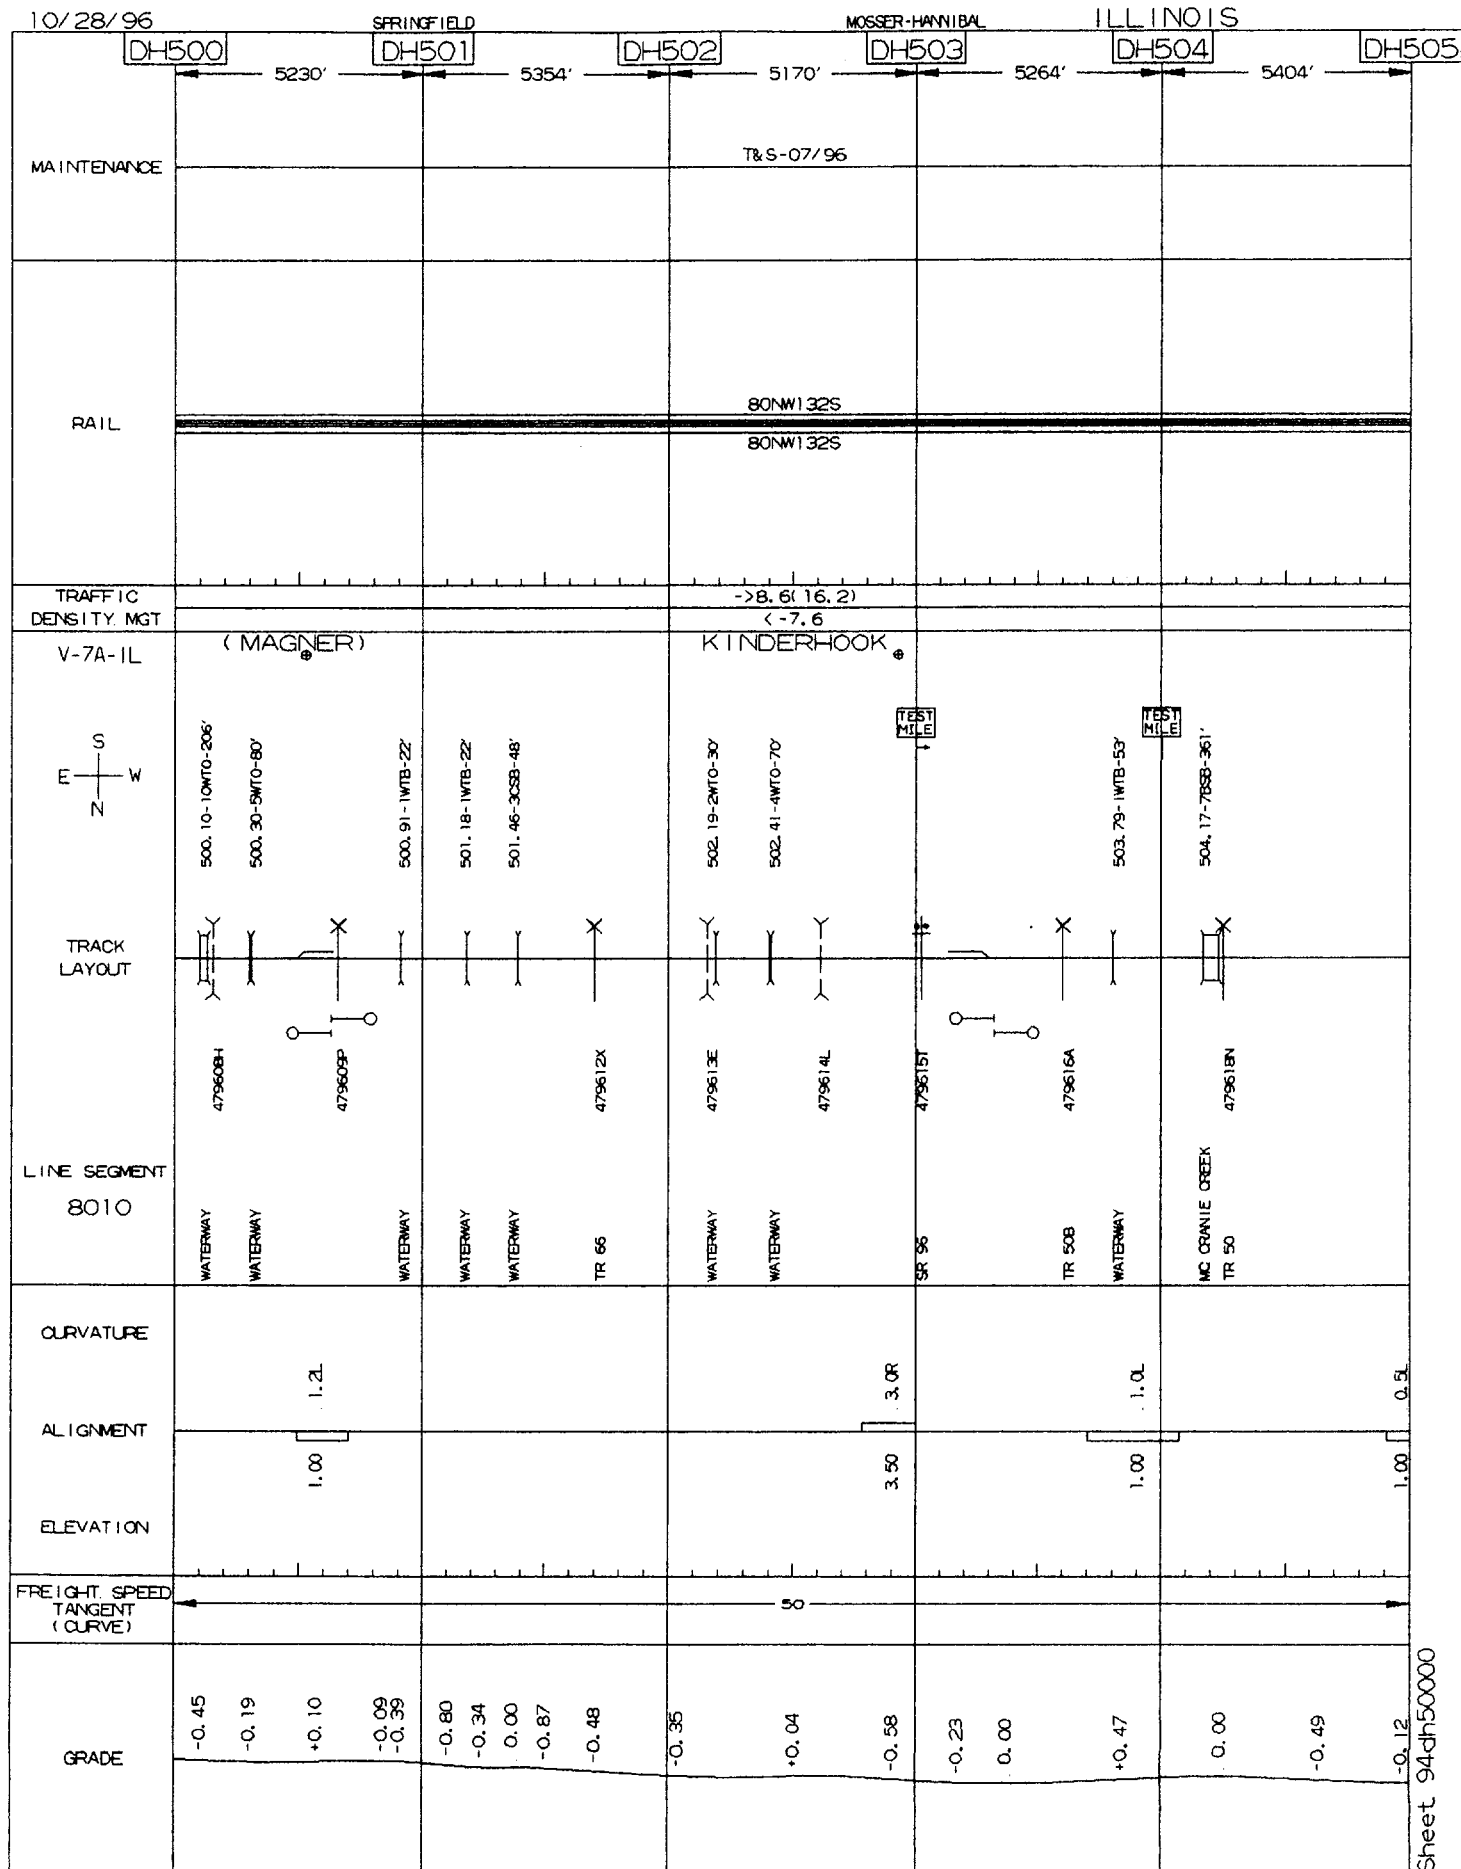 10/28/96
SPRINGFIELD
MOSSER-HANNIBAL
ILLINOIS
DH500
DH501
DH502
DH503
DH504
DH505
5230'
5354'
5170'
5264'
5404'
MAINTENANCE
T&S-07/96
RAIL
80NW132S
80NW132S
TRAFFIC
DENSITY. MGT
->8.6(16.2)
<-7.6
V-7A-IL
(MAGNER)
KINDERHOOK
S
E
W
N
TEST
MILE
TEST
MILE
500.10-10WTO-206'
500.30-5WTO-80'
500.91-1WTB-22'
501.18-1WTB-22'
501.46-3CSB-48'
502.19-2WTO-30'
502.41-4WTO-70'
503.79-1WTB-53'
504.17-7BSB-361'
TRACK
LAYOUT
479608H
479609P
479612X
479613E
479614L
479615T
479616A
479618N
LINE SEGMENT
8010
WATERWAY
WATERWAY
WATERWAY
WATERWAY
WATERWAY
TR 66
WATERWAY
WATERWAY
SR 96
TR 50B
WATERWAY
MC CRANIE CREEK
TR 50
CURVATURE
1.2L
3.0R
1.0L
0.5L
ALIGNMENT
1.00
3.50
1.00
1.00
ELEVATION
FREIGHT. SPEED
TANGENT
(CURVE)
50
GRADE
-0.45
-0.19
+0.10
-0.09
-0.39
-0.80
-0.34
0.00
-0.87
-0.48
-0.35
+0.04
-0.58
-0.23
0.00
+0.47
0.00
-0.49
-0.12
Sheet 94dh50000